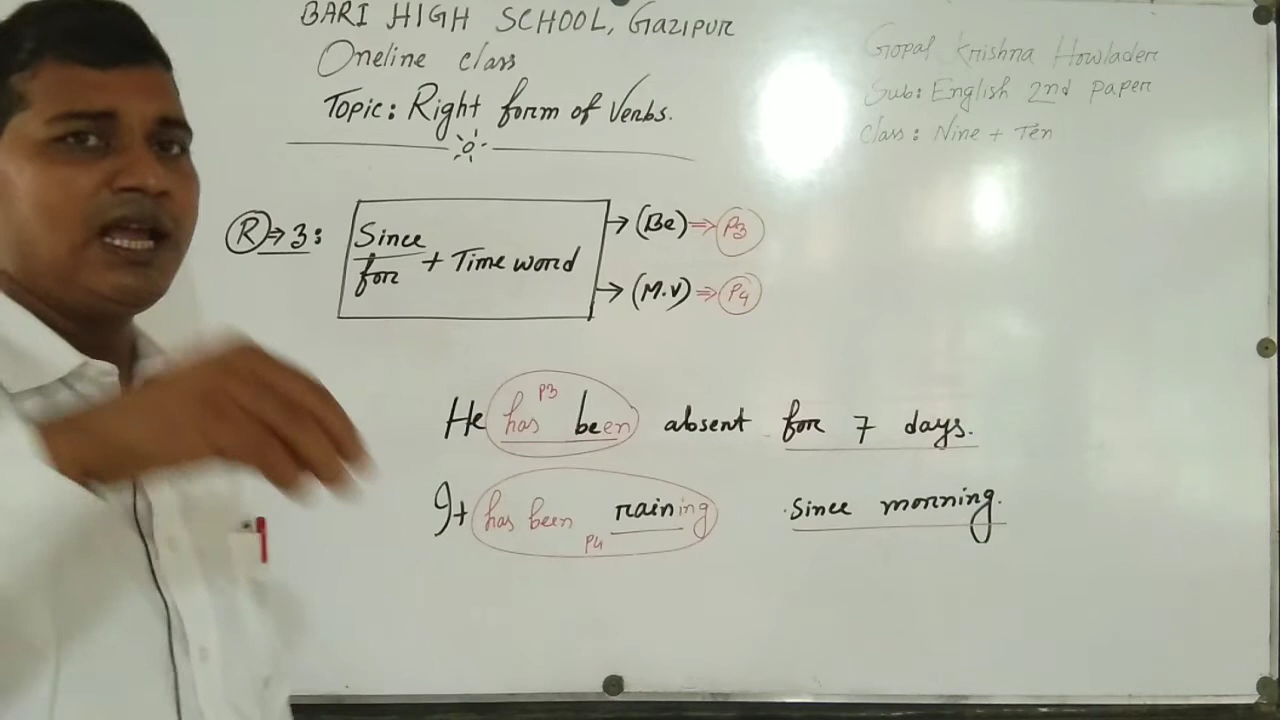 BARI HIGH SCHOOL, Gazipur
Oneline class
Topic: Right form of Verbs.
Gopal Krishna Howlader
Sub: English 2nd paper
Class: Nine + Ten
R ⇒ 3:
Since
for
+ Time word
→ (Be) ⇒ P3
→ (M.V) ⇒ P4
P3
He has been absent for 7 days.
It has been raining since morning.
P4